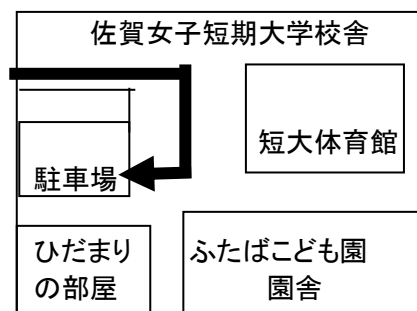 佐賀女子短期大学校舎
短大体育館
駐車場
ひだまり
の部屋
ふたばこども園
園舎